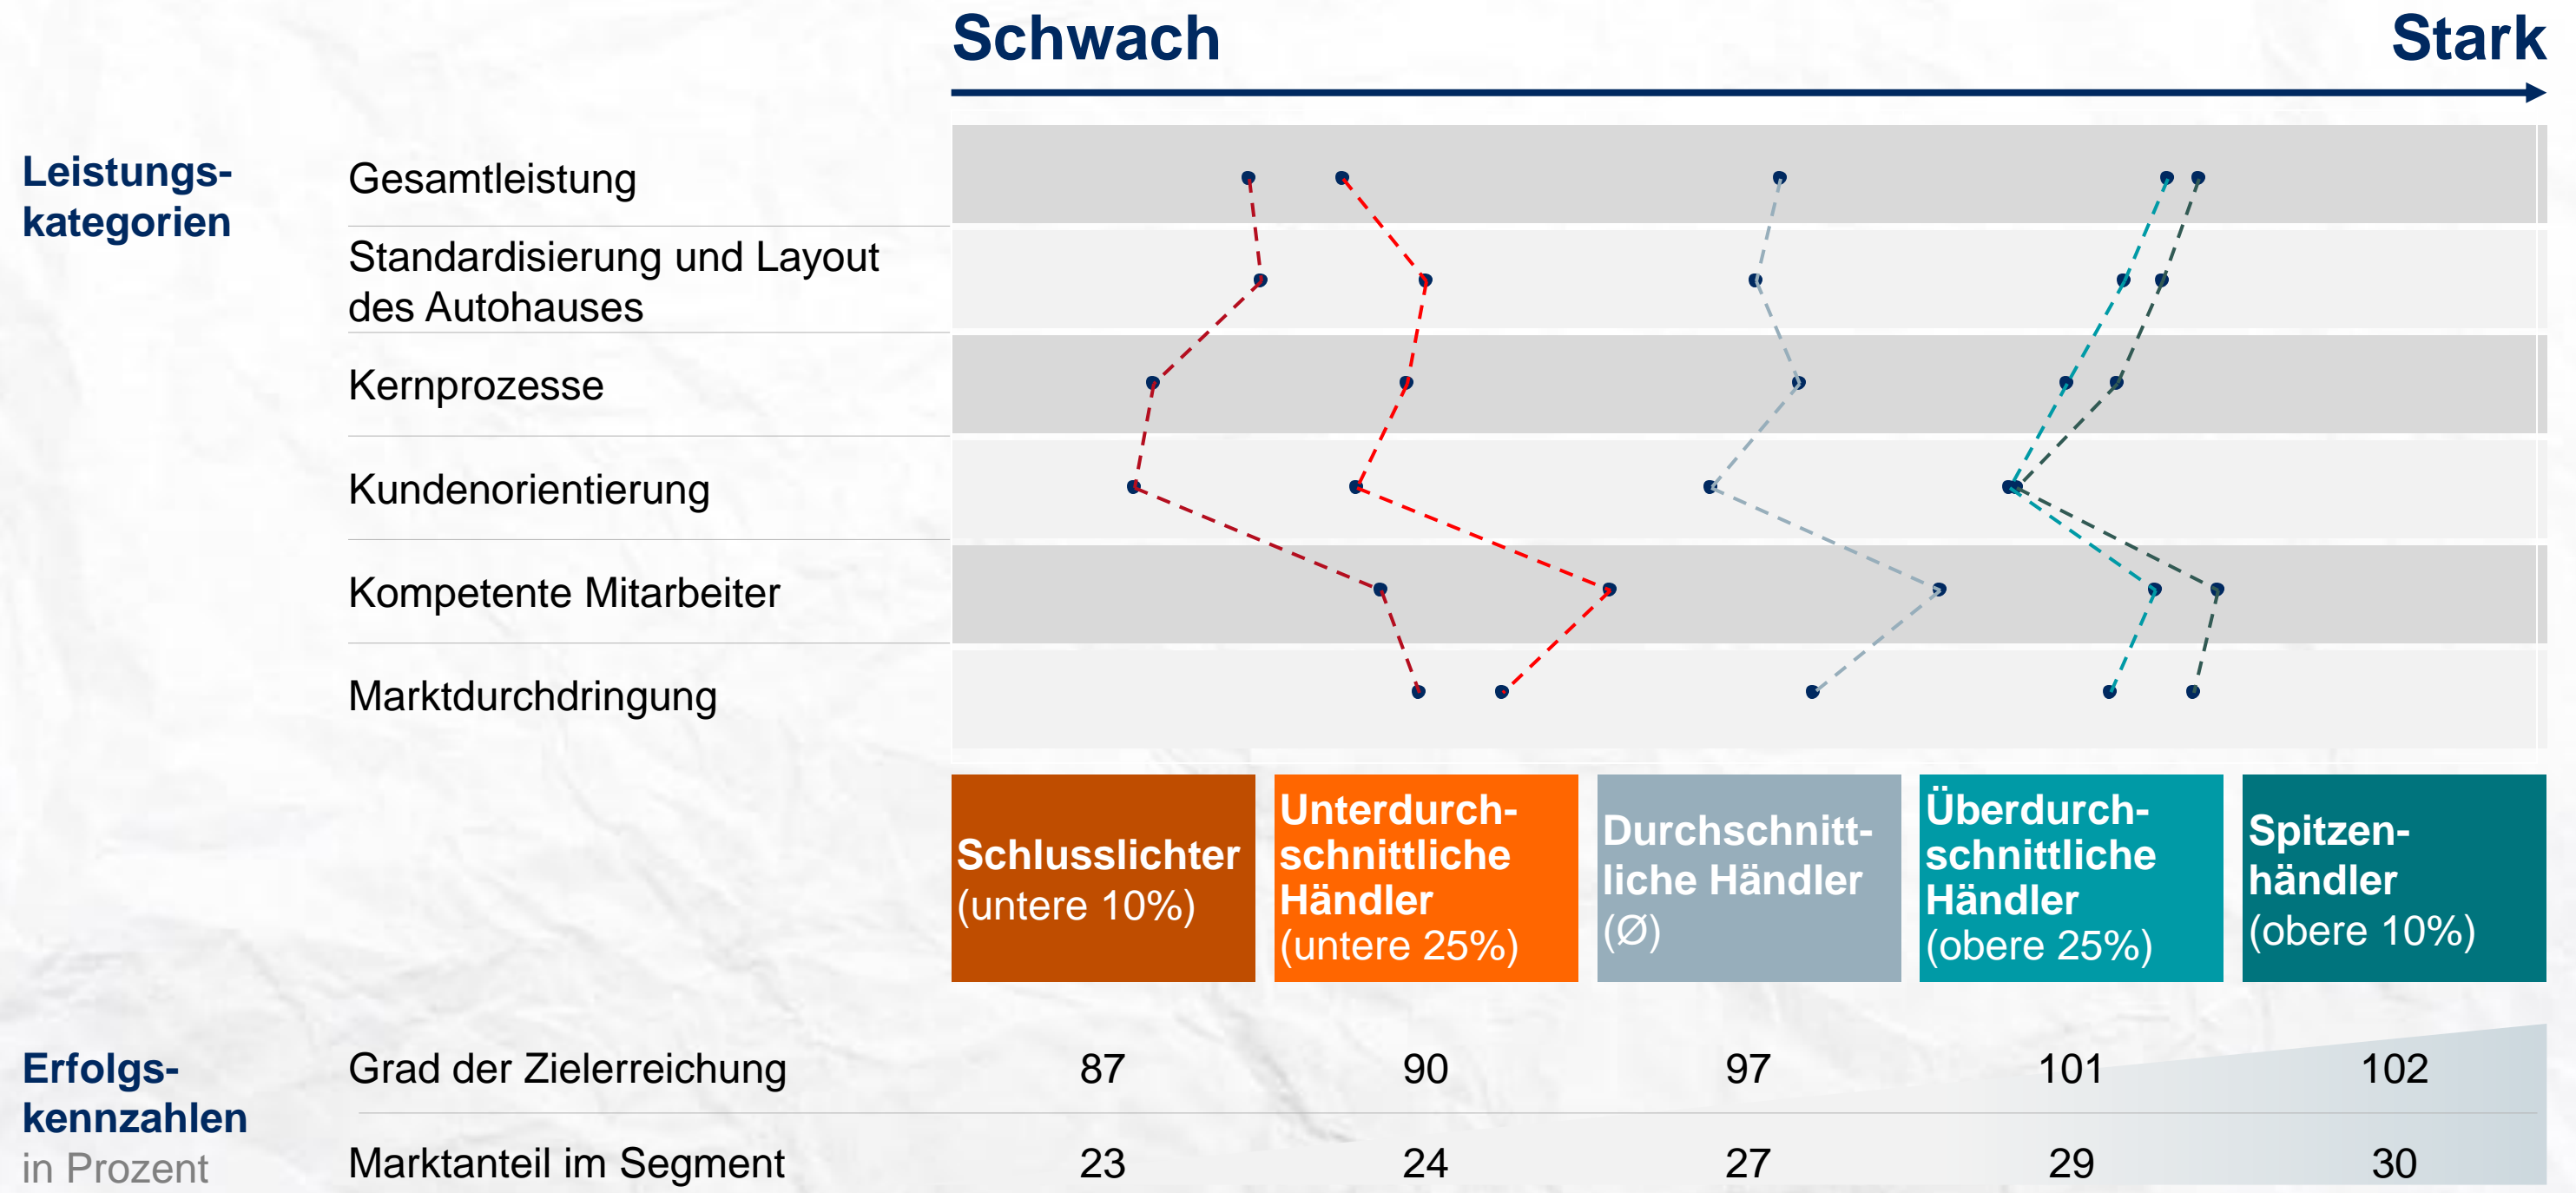 Schwach
Stark
Leistungs-
kategorien
Gesamtleistung
Standardisierung und Layout
des Autohauses
Kernprozesse
Kundenorientierung
Kompetente Mitarbeiter
Marktdurchdringung
Schlusslichter
(untere 10%)
Unterdurch-
schnittliche
Händler
(untere 25%)
Durchschnitt-
liche Händler
(Ø)
Überdurch-
schnittliche
Händler
(obere 25%)
Spitzen-
händler
(obere 10%)
Erfolgs-
kennzahlen
in Prozent
Grad der Zielerreichung 87 90 97 101 102
Marktanteil im Segment 23 24 27 29 30